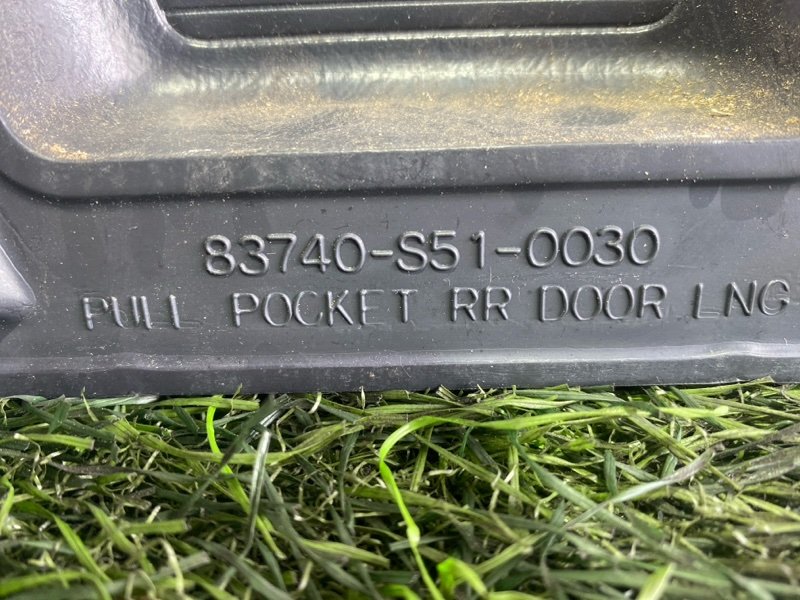 83740-S51-0030
PULL POCKET RR DOOR LNG